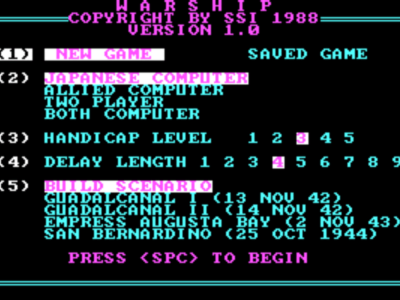 W A R S H I P
COPYRIGHT BY SSI 1988
VERSION 1.0
(1) NEW GAME SAVED GAME
(2) JAPANESE COMPUTER
ALLIED COMPUTER
TWO PLAYER
BOTH COMPUTER
(3) HANDICAP LEVEL 1 2 3 4 5
(4) DELAY LENGTH 1 2 3 4 5 6 7 8 9
(5) BUILD SCENARIO
GUADALCANAL I (13 NOV 42)
GUADALCANAL II (14 NOV 42)
EMPRESS AUGUSTA BAY (2 NOV 43)
SAN BERNARDINO (25 OCT 1944)
PRESS <SPC> TO BEGIN